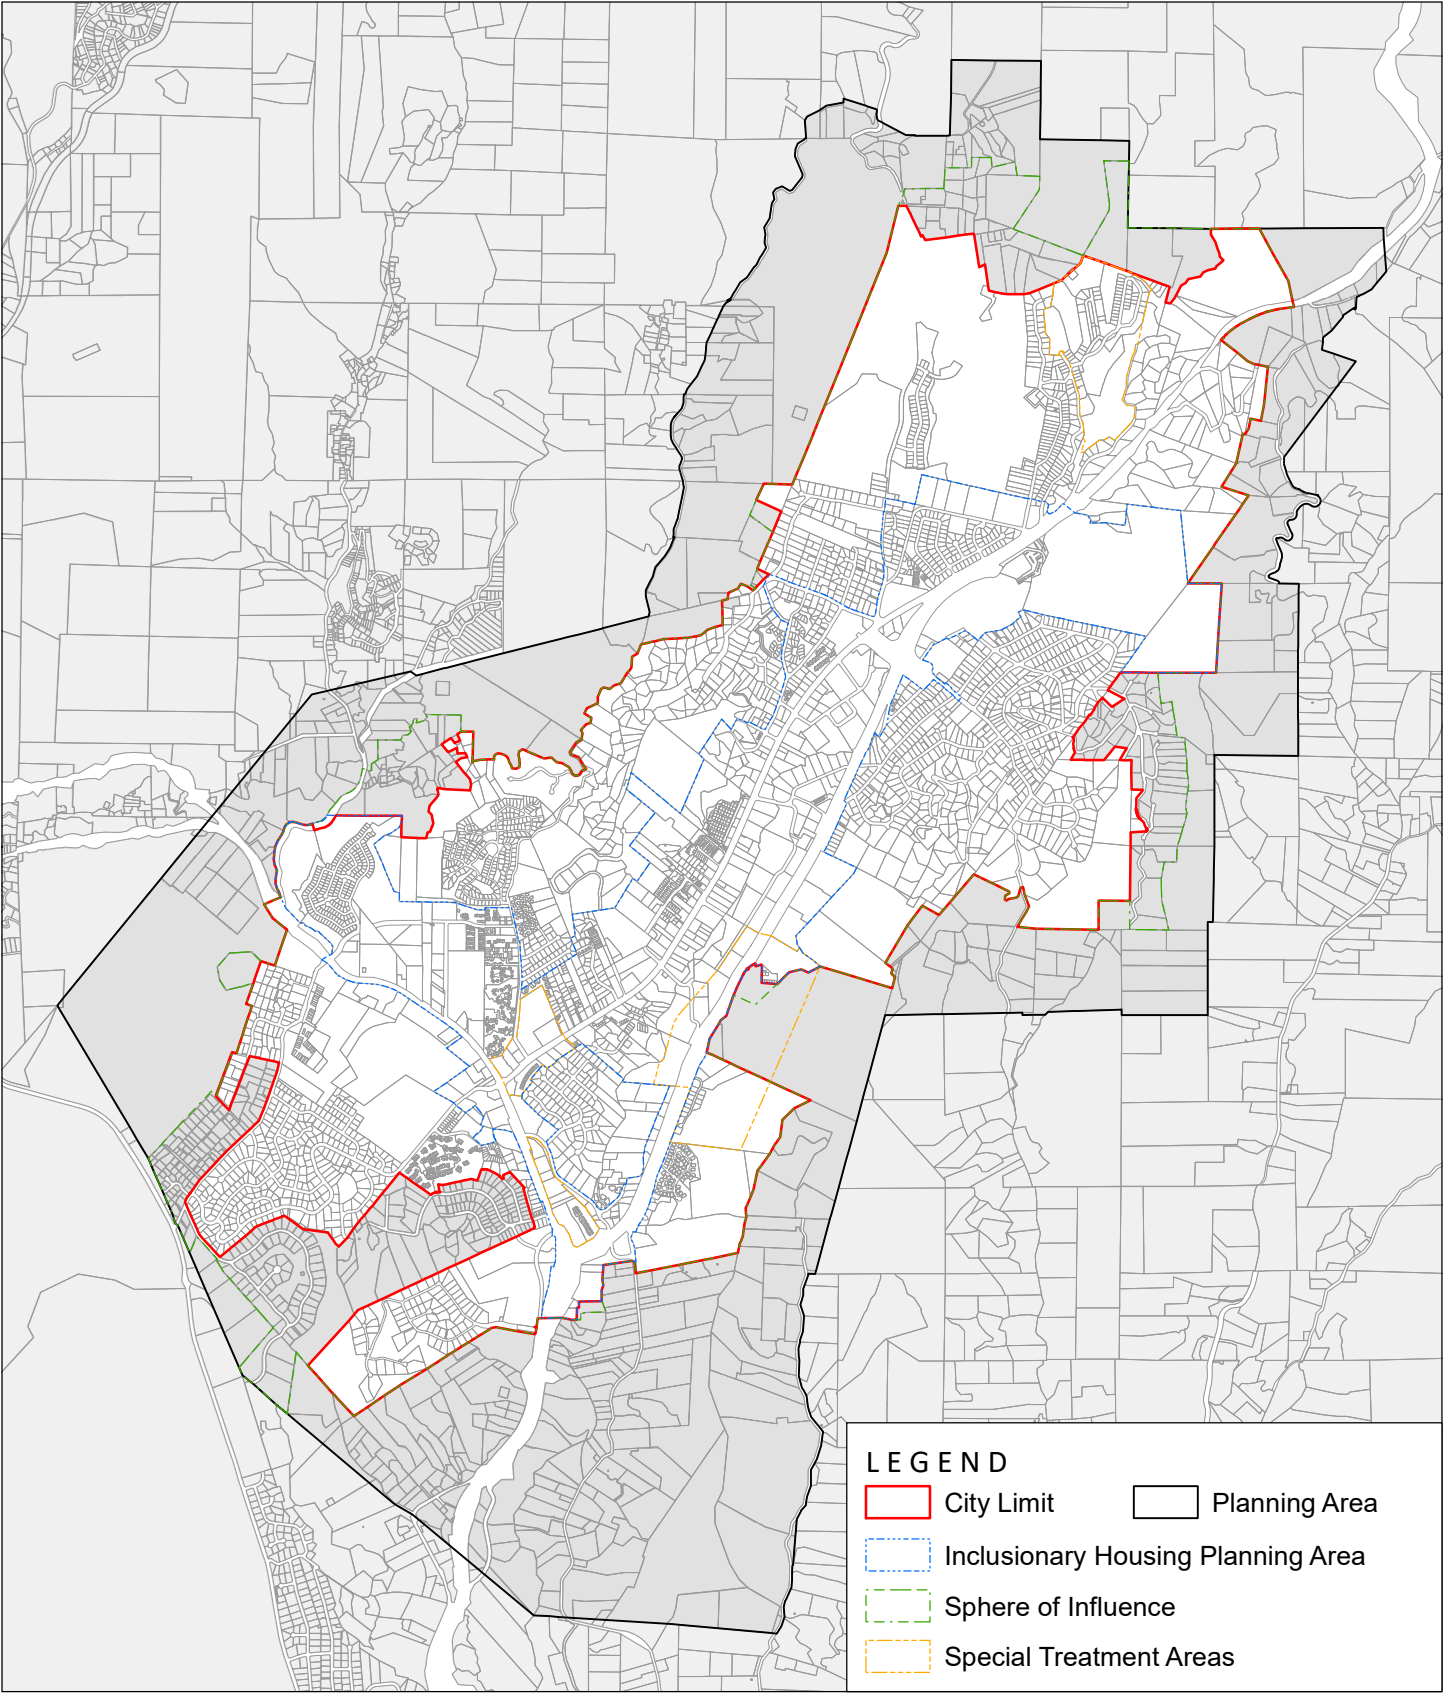 LEGEND
City Limit
Planning Area
Inclusionary Housing Planning Area
Sphere of Influence
Special Treatment Areas